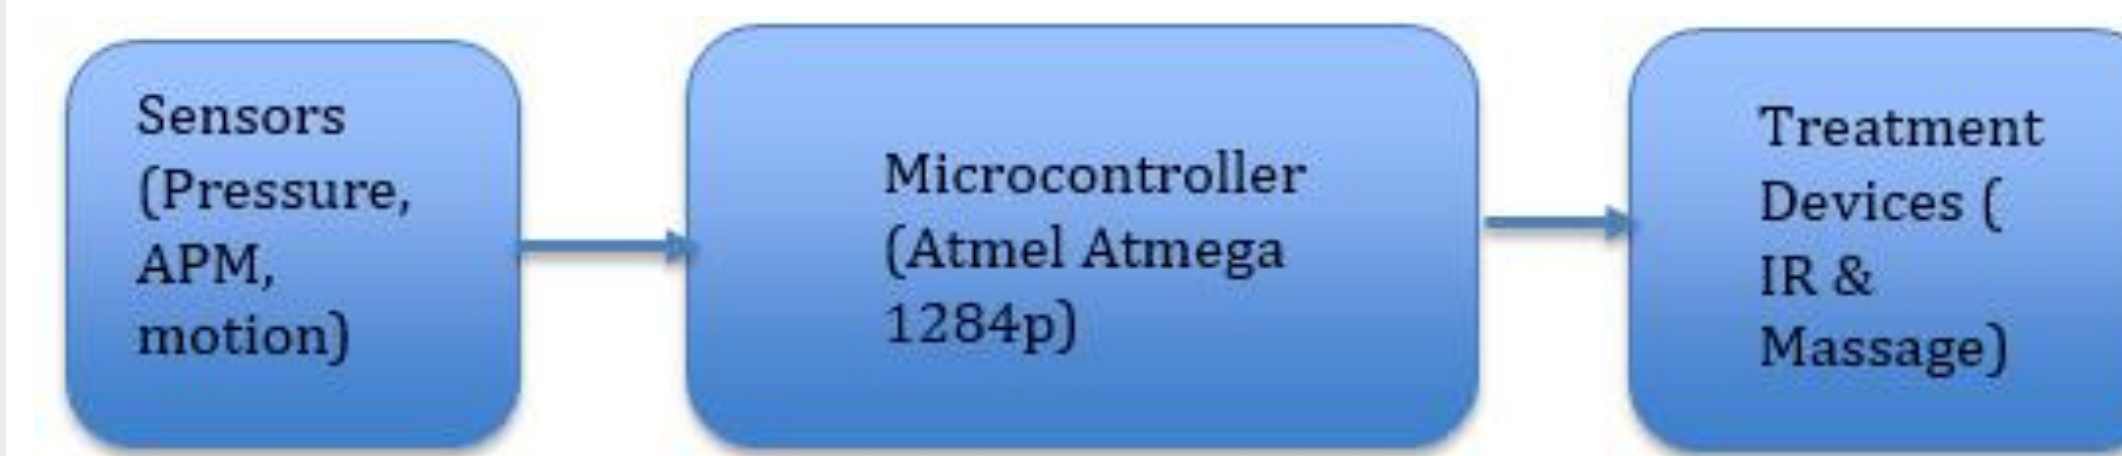 Sensors
(Pressure,
APM,
motion)
Microcontroller
(Atmel Atmega
1284p)
Treatment
Devices (
IR &
Massage)